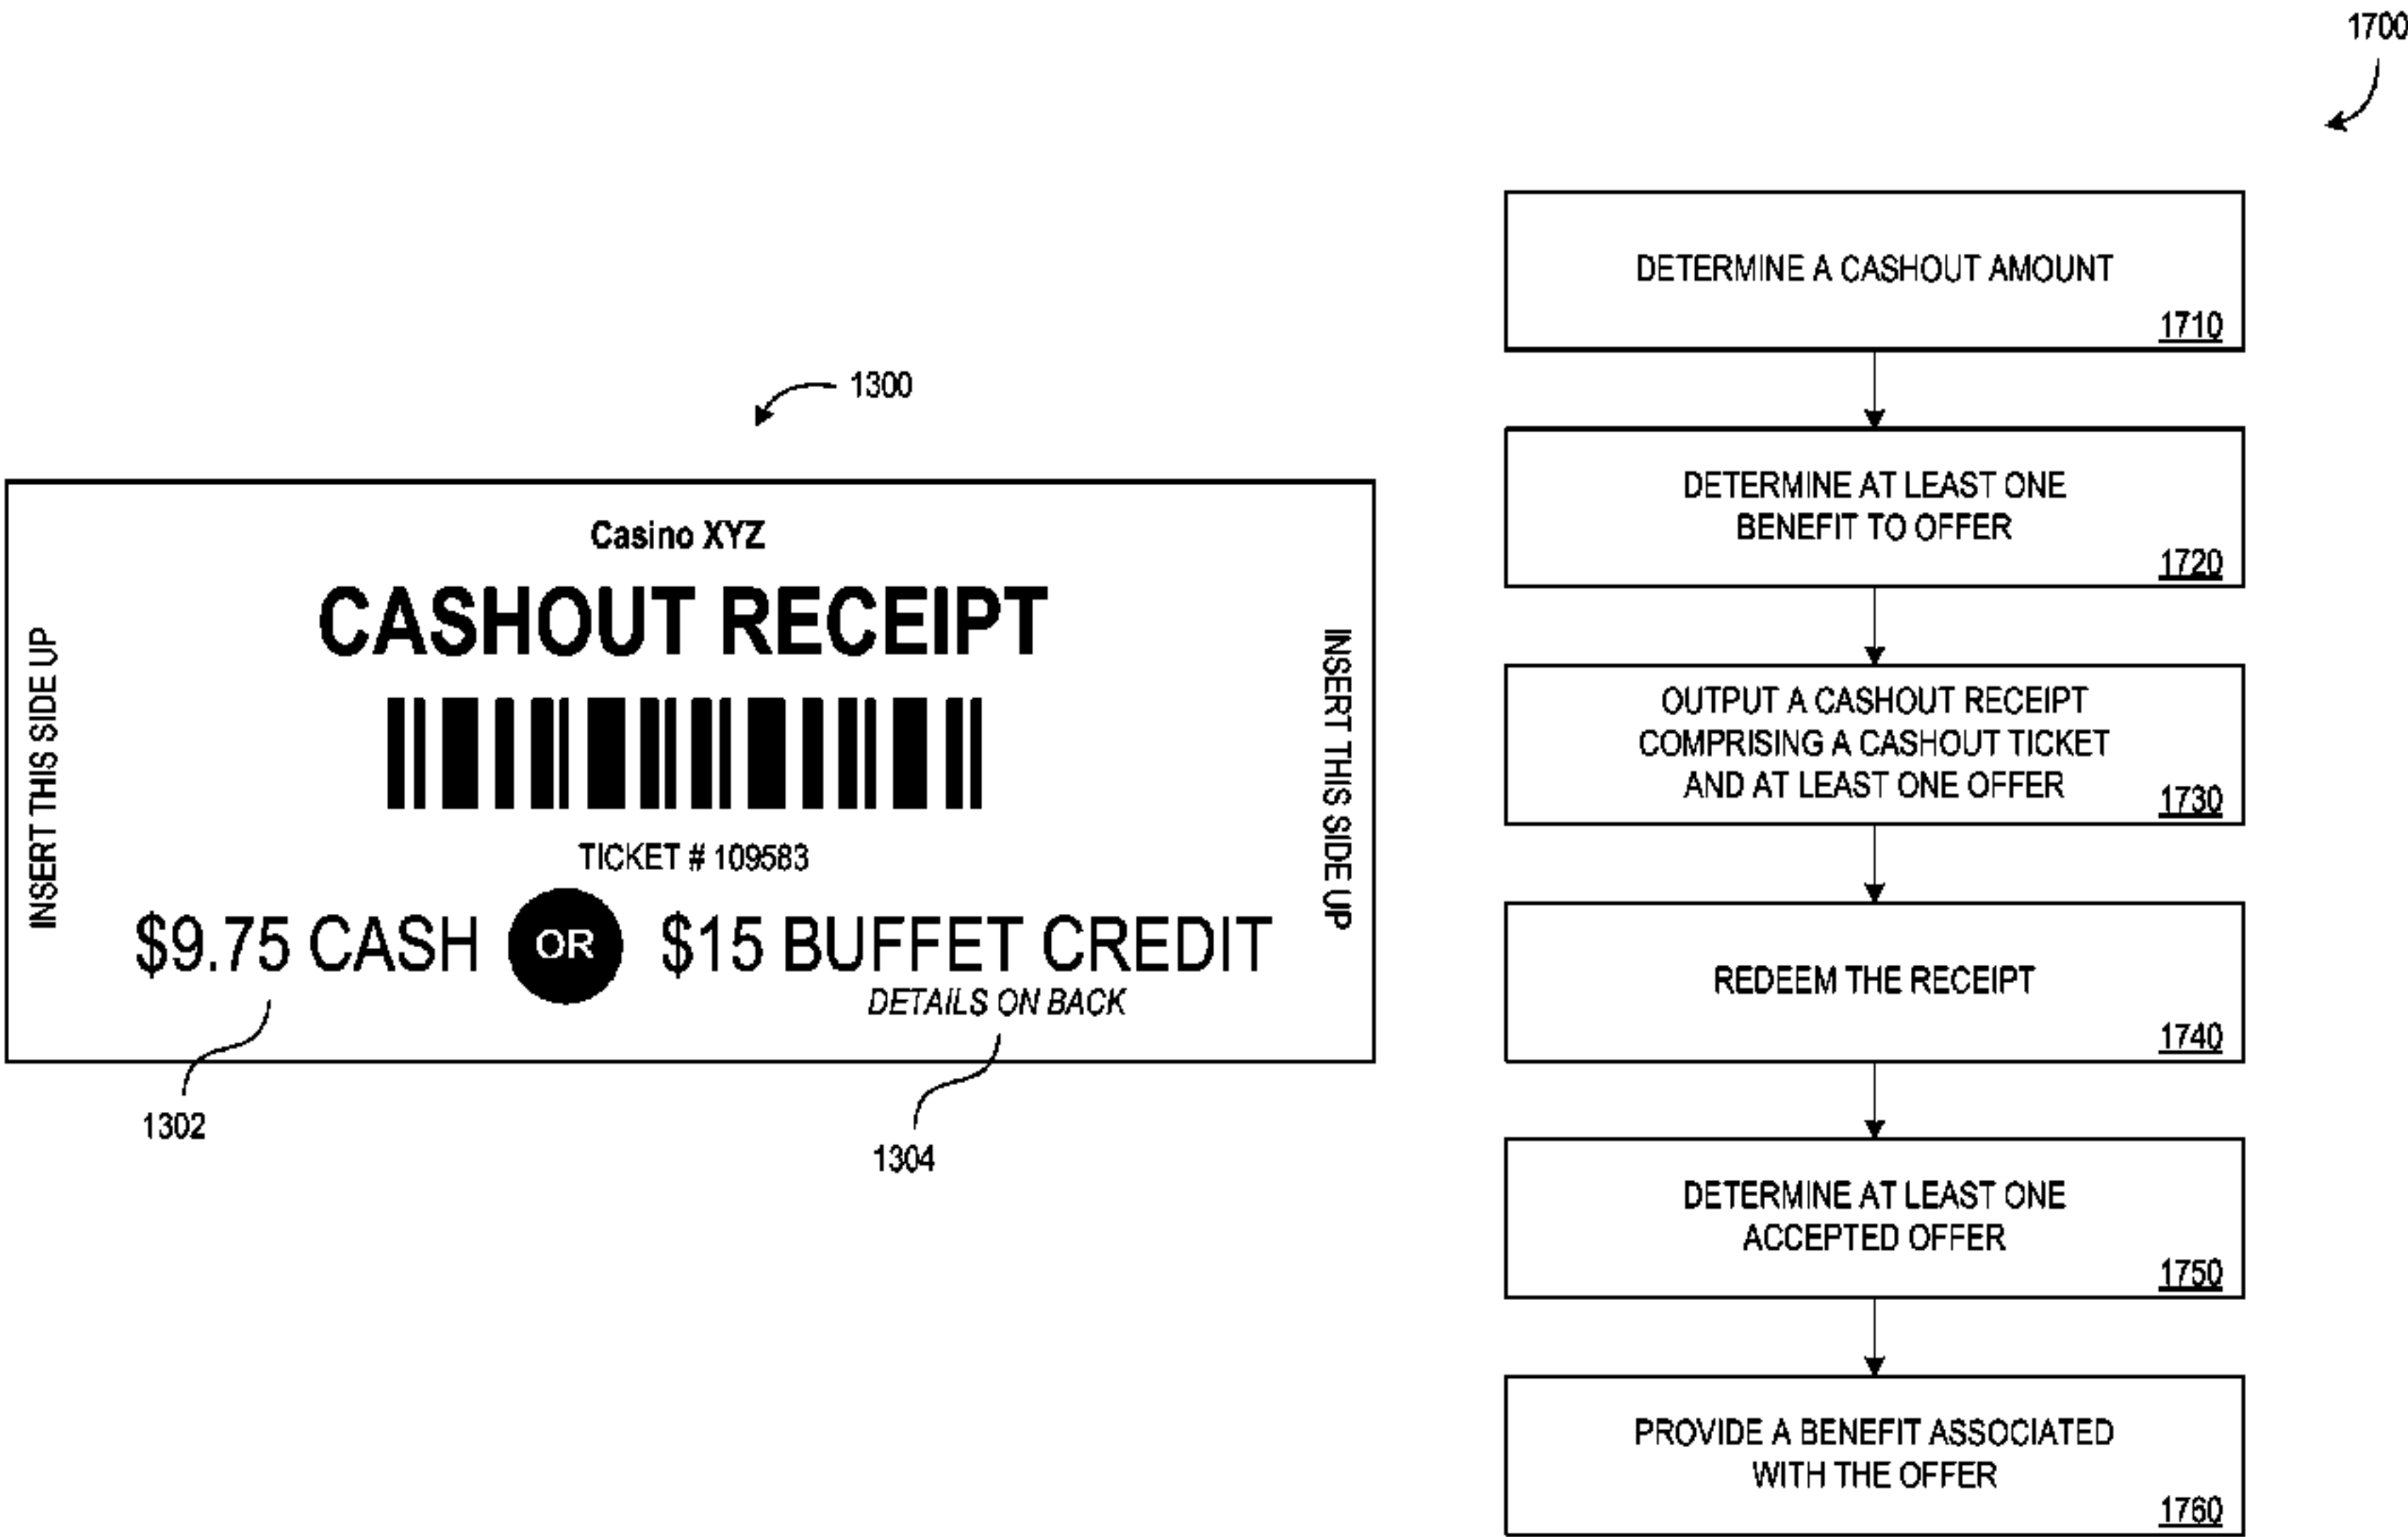 1700
DETERMINE A CASHOUT AMOUNT
1710
DETERMINE AT LEAST ONE
BENEFIT TO OFFER
1720
OUTPUT A CASHOUT RECEIPT
COMPRISING A CASHOUT TICKET
AND AT LEAST ONE OFFER
1730
REDEEM THE RECEIPT
1740
DETERMINE AT LEAST ONE
ACCEPTED OFFER
1750
PROVIDE A BENEFIT ASSOCIATED
WITH THE OFFER
1760
1300
INSERT THIS SIDE UP
Casino XYZ
CASHOUT RECEIPT
TICKET # 109583
$9.75 CASH OR $15 BUFFET CREDIT
DETAILS ON BACK
INSERT THIS SIDE UP
1302
1304